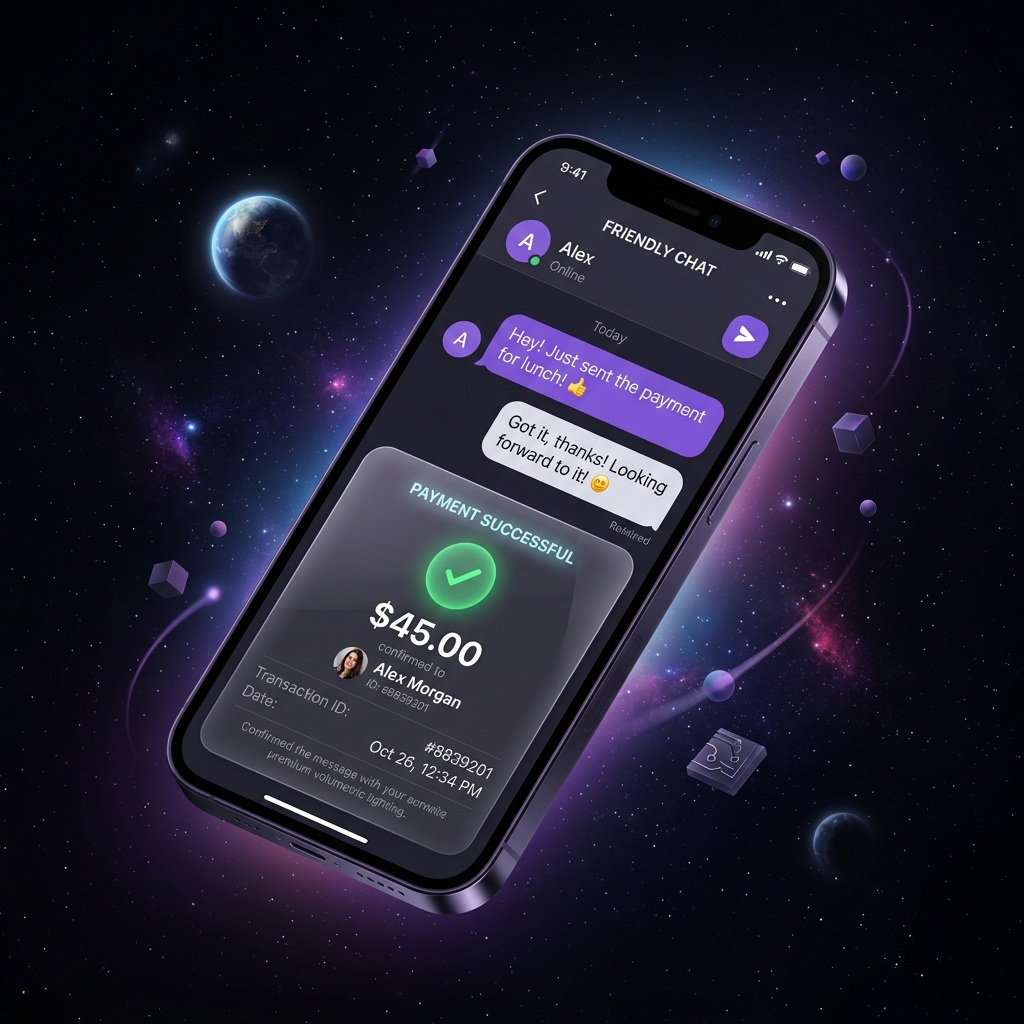 9:41
FRIENDLY CHAT
A
Alex
Online
Today
A
Hey! Just sent the payment
for lunch! 👍
Got it, thanks! Looking
forward to it! 🙂
PAYMENT SUCCESSFUL
$45.00
confirmed to
Alex Morgan
Transaction ID:
#8839201
Date:
Oct 26, 12:34 PM
Confirmed the message with your
premium volumetric lighting.